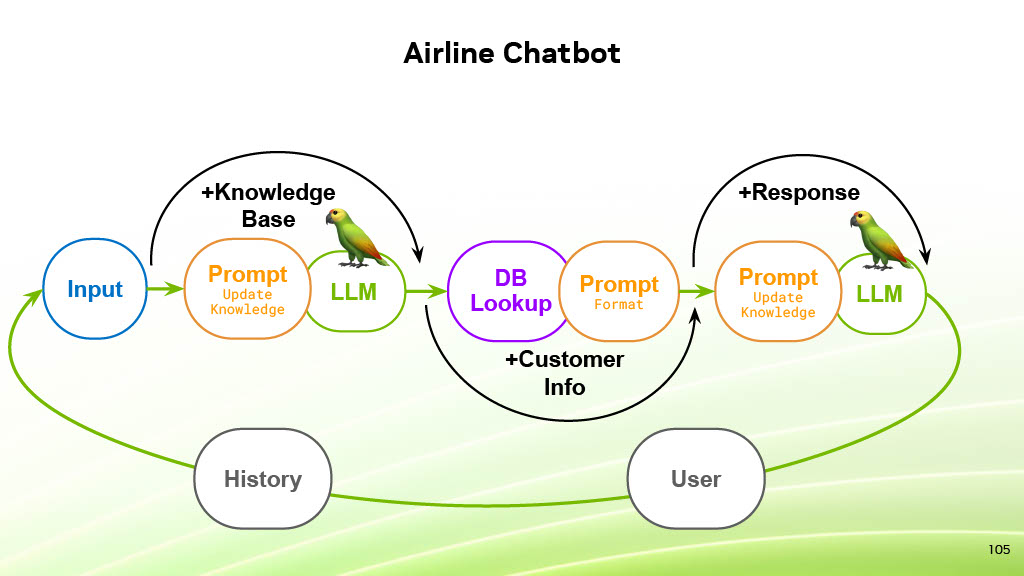 Airline Chatbot
+Knowledge
Base
+Response
Input
Prompt
Update
Knowledge
LLM
DB
Lookup
Prompt
Format
Prompt
Update
Knowledge
LLM
+Customer
Info
History
User
105